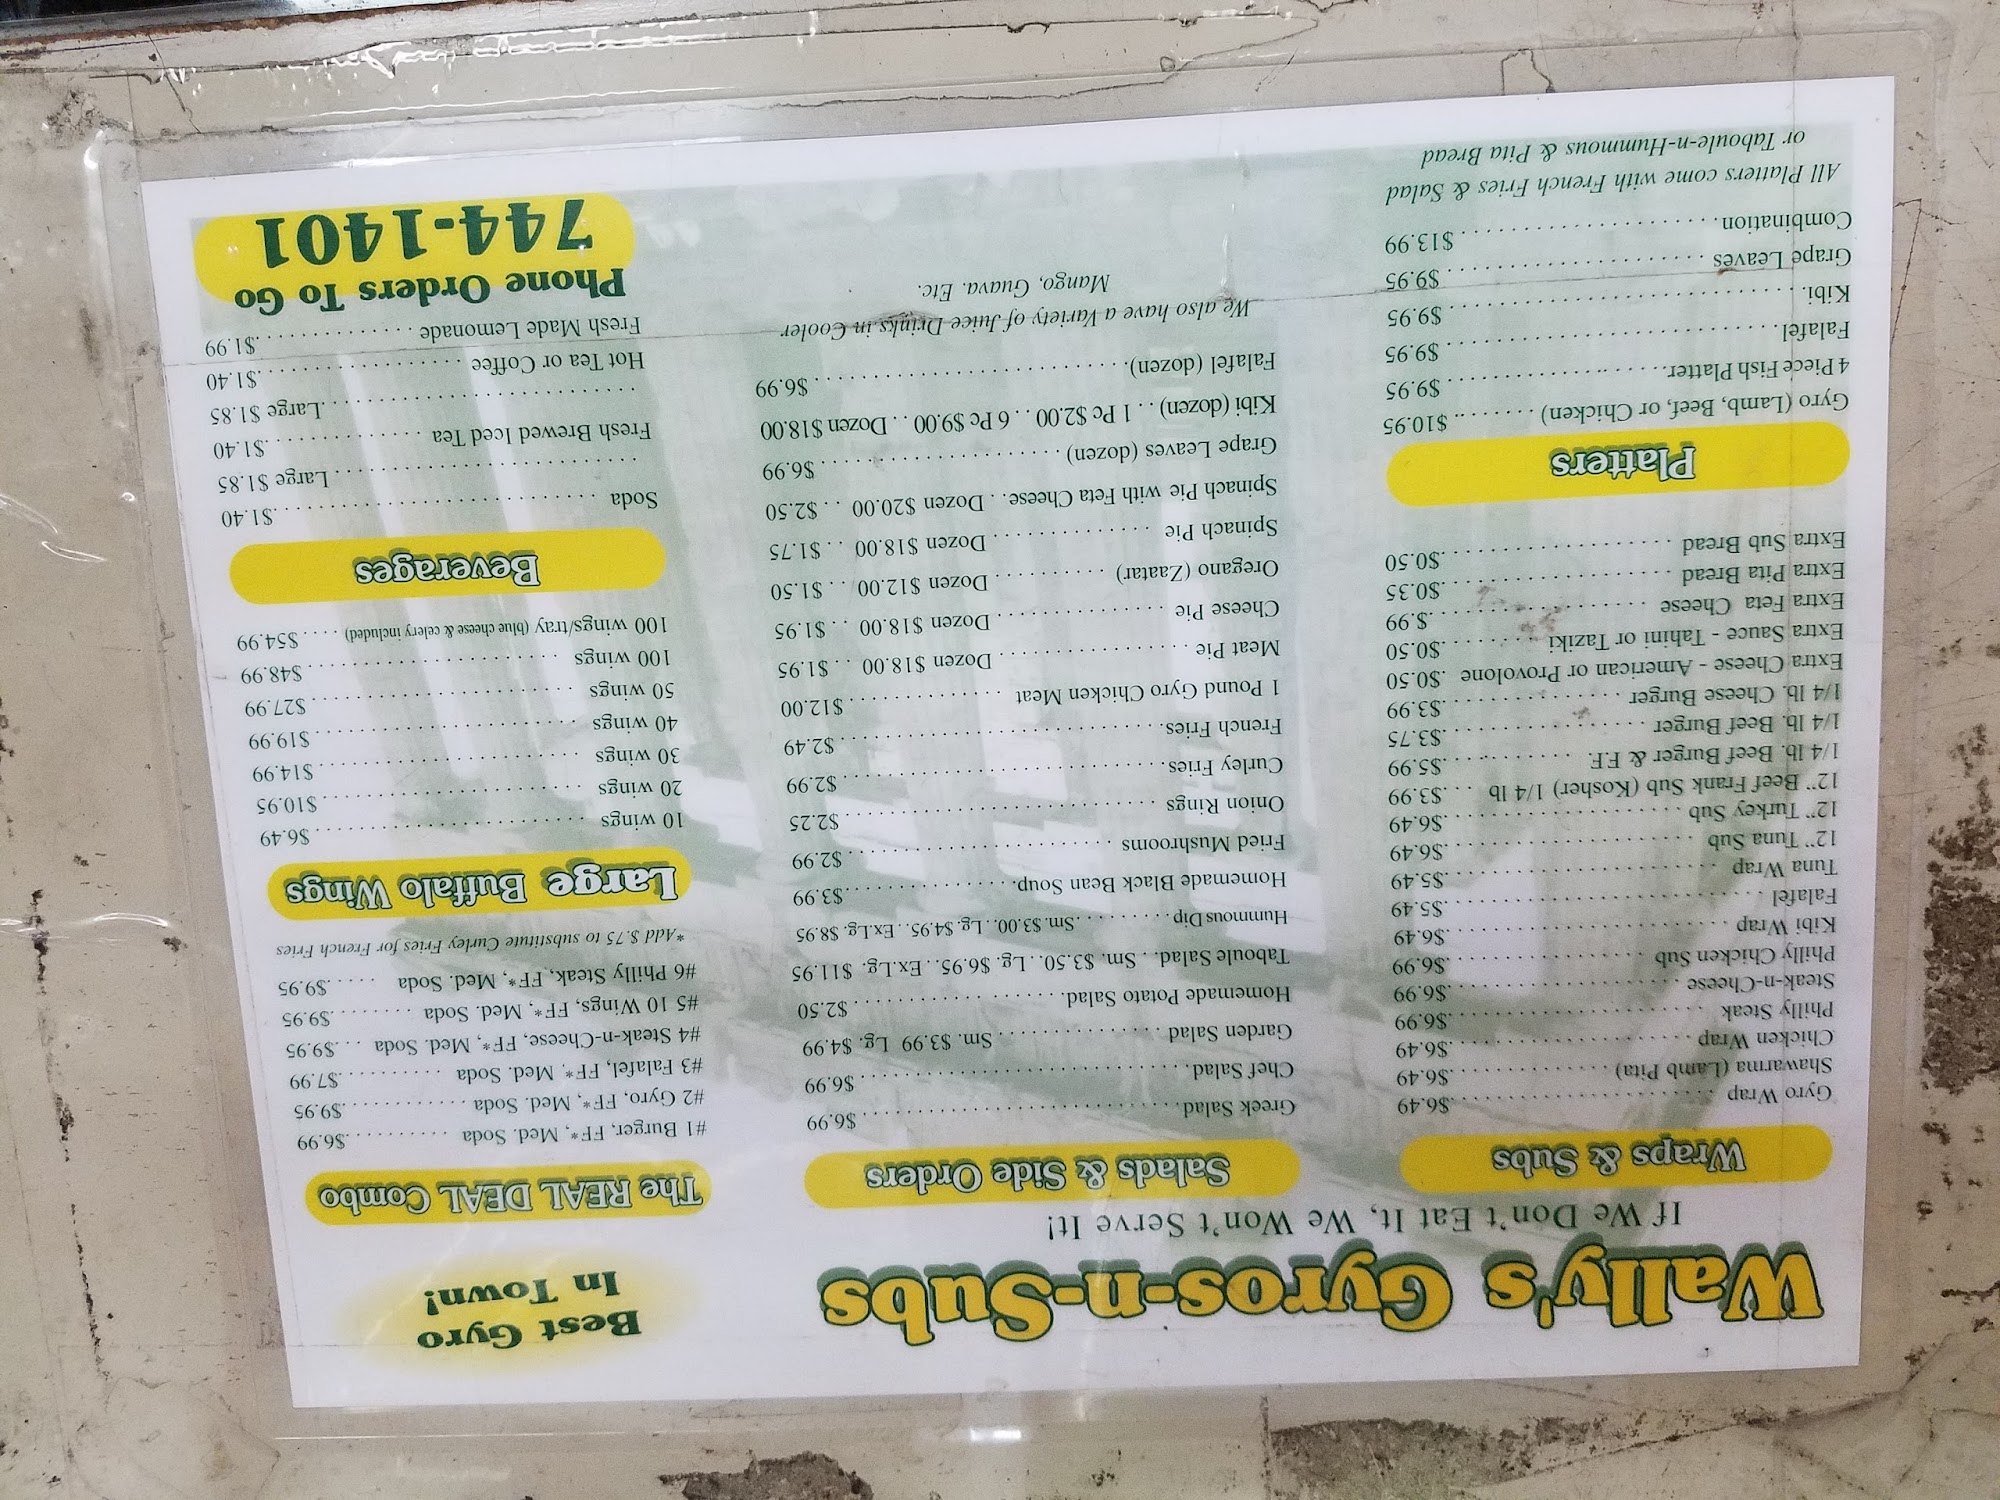 Wally's Gyros-n-Subs
If We Don't Eat It, We Won't Serve It!
Best Gyro
In Town!
Wraps & Subs
Gyro Wrap . . . . . . . . . . $6.49
Shawarma (Lamb Pita) . . . . . . . . . . $6.49
Chicken Wrap . . . . . . . . . . $6.49
Philly Steak . . . . . . . . . . $6.99
Steak-n-Cheese . . . . . . . . . . $6.99
Philly Chicken Sub . . . . . . . . . . $6.99
Kibi Wrap . . . . . . . . . . $6.49
Falafel . . . . . . . . . . $5.49
Tuna Wrap . . . . . . . . . . $5.49
12" Tuna Sub . . . . . . . . . . $6.49
12" Turkey Sub . . . . . . . . . . $6.49
12" Beef Frank Sub (Kosher) 1/4 lb . . . $3.99
1/4 lb. Beef Burger & F.F. . . . . . . . . . . $5.99
1/4 lb. Beef Burger . . . . . . . . . . $3.75
1/4 lb. Cheese Burger . . . . . . . . . . $3.99
Extra Cheese - American or Provolone . $0.50
Extra Sauce - Tahini or Taziki . . . . . . . . . . $0.50
Extra Feta Cheese . . . . . . . . . . $.99
Extra Pita Bread . . . . . . . . . . $0.35
Extra Sub Bread . . . . . . . . . . $0.50
Platters
Gyro (Lamb, Beef, or Chicken) . . . . . . . . $10.95
4 Piece Fish Platter . . . . . . . . . . $9.95
Falafel . . . . . . . . . . $9.95
Kibi . . . . . . . . . . $9.95
Grape Leaves . . . . . . . . . . $9.95
Combination . . . . . . . . . . $13.99
All Platters come with French Fries & Salad
or Taboule-n-Hummous & Pita Bread
Salads & Side Orders
Greek Salad . . . . . . . . . . $6.99
Chef Salad . . . . . . . . . . $6.99
Garden Salad . . . . . . . . . . Sm. $3.99 Lg. $4.99
Homemade Potato Salad . . . . . . . . . . $2.50
Taboule Salad . . Sm. $3.50 . . Lg. $6.95 . . Ex.Lg. $11.95
Hummous Dip . . . . . . . . . . Sm. $3.00 . . Lg. $4.95 . . Ex.Lg. $8.95
Homemade Black Bean Soup . . . . . . . . . . $3.99
Fried Mushrooms . . . . . . . . . . $2.99
Onion Rings . . . . . . . . . . $2.25
Curley Fries . . . . . . . . . . $2.99
French Fries . . . . . . . . . . $2.49
1 Pound Gyro Chicken Meat . . . . . . . . . . $12.00
Meat Pie . . . . . . . . . . Dozen $18.00 . . $1.95
Cheese Pie . . . . . . . . . . Dozen $18.00 . . $1.95
Oregano (Zaatar) . . . . . . . . . . Dozen $12.00 . . $1.50
Spinach Pie . . . . . . . . . . Dozen $18.00 . . $1.75
Spinach Pie with Feta Cheese . . Dozen $20.00 . . $2.50
Grape Leaves (dozen) . . . . . . . . . . $6.99
Kibi (dozen) . . 1 Pc $2.00 . . 6 Pc $9.00 . . Dozen $18.00
Falafel (dozen) . . . . . . . . . . $6.99
We also have a Variety of Juice Drinks in Cooler
Mango, Guava. Etc.
The REAL DEAL Combo
#1 Burger, FF*, Med. Soda . . . . . . . . . . $6.99
#2 Gyro, FF*, Med. Soda . . . . . . . . . . $9.95
#3 Falafel, FF*, Med. Soda . . . . . . . . . . $7.99
#4 Steak-n-Cheese, FF*, Med. Soda . . . $9.95
#5 10 Wings, FF*, Med. Soda . . . . . . . . $9.95
#6 Philly Steak, FF*, Med. Soda . . . . . $9.95
*Add $.75 to substitute Curley Fries for French Fries
Large Buffalo Wings
10 wings . . . . . . . . . . $6.49
20 wings . . . . . . . . . . $10.95
30 wings . . . . . . . . . . $14.99
40 wings . . . . . . . . . . $19.99
50 wings . . . . . . . . . . $27.99
100 wings . . . . . . . . . . $48.99
100 wings/tray (blue cheese & celery included) . . . . $54.99
Beverages
Soda . . . . . . . . . . $1.40
. . . . . . . . . . Large $1.85
Fresh Brewed Iced Tea . . . . . . . . . . $1.40
. . . . . . . . . . Large $1.85
Hot Tea or Coffee . . . . . . . . . . $1.40
Fresh Made Lemonade . . . . . . . . . . $1.99
Phone Orders To Go
744-1401